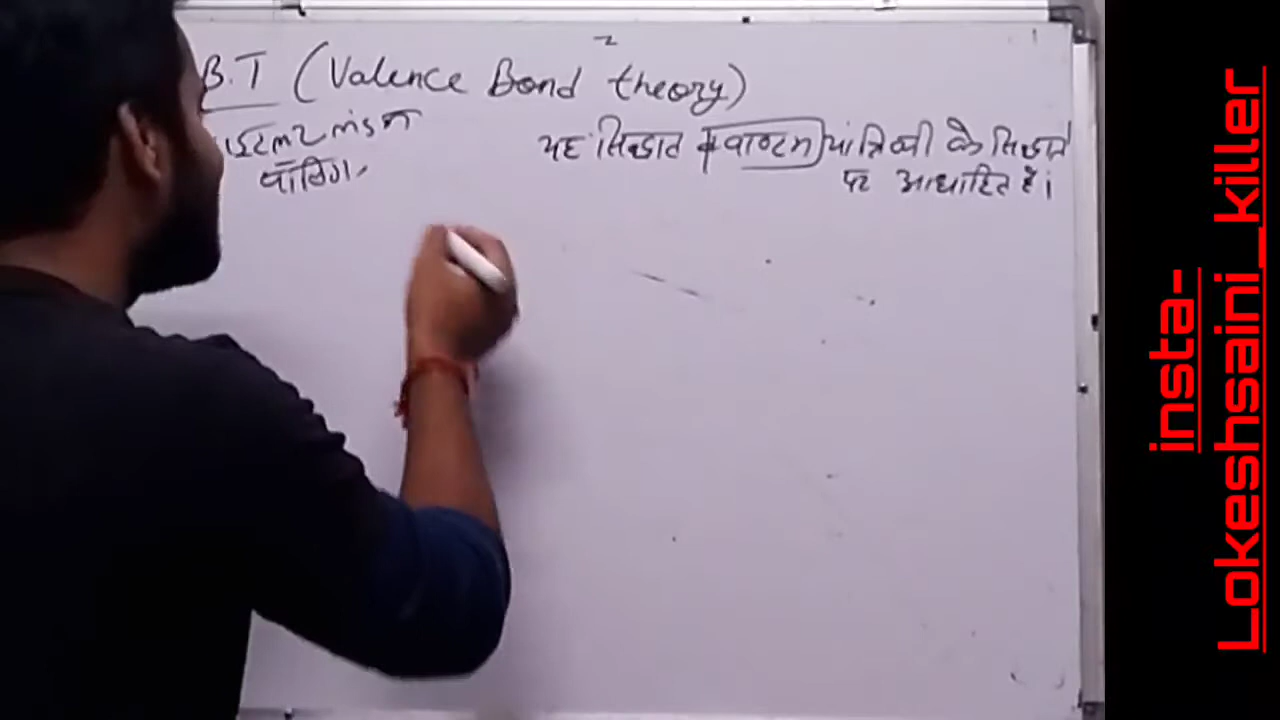 B.T (Valence Bond theory)
यह सिद्धांत क्वाण्टम यांत्रिकी के सिद्धांत
पर आधारित है।
पॉलिंग
insta-
Lokeshsaini_killer